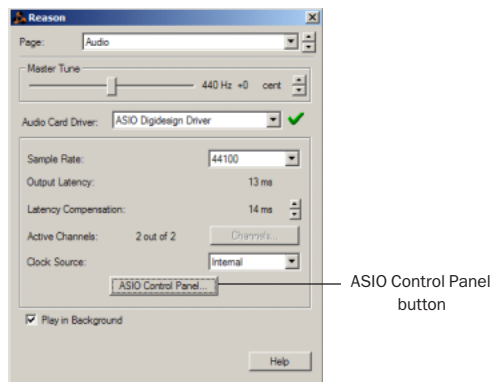 Reason
Page: Audio
Master Tune
440 Hz +0 cent
Audio Card Driver: ASIO Digidesign Driver
Sample Rate: 44100
Output Latency: 13 ms
Latency Compensation: 14 ms
Active Channels: 2 out of 2 Channels...
Clock Source: Internal
ASIO Control Panel...
Play in Background
Help
ASIO Control Panel
button